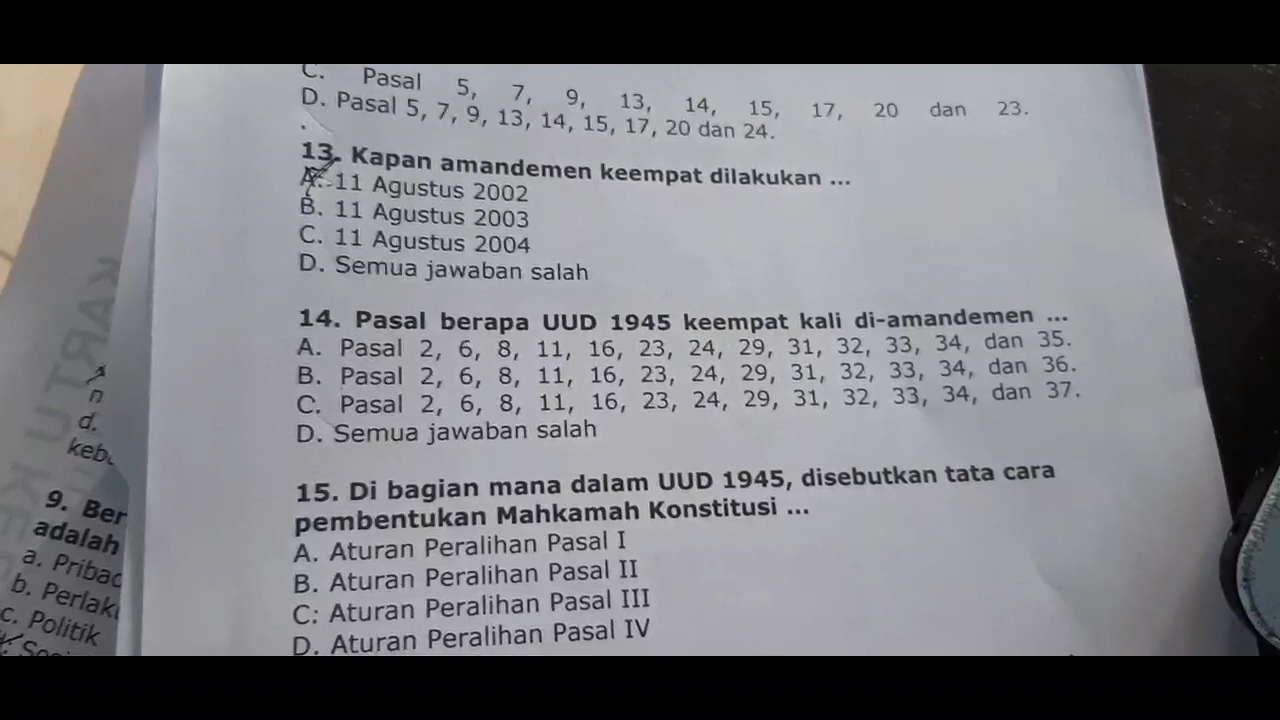 C. Pasal 5, 7, 9, 13, 14, 15, 17, 20 dan 23.
D. Pasal 5, 7, 9, 13, 14, 15, 17, 20 dan 24.
13. Kapan amandemen keempat dilakukan ...
A. 11 Agustus 2002
B. 11 Agustus 2003
C. 11 Agustus 2004
D. Semua jawaban salah
14. Pasal berapa UUD 1945 keempat kali di-amandemen ...
A. Pasal 2, 6, 8, 11, 16, 23, 24, 29, 31, 32, 33, 34, dan 35.
B. Pasal 2, 6, 8, 11, 16, 23, 24, 29, 31, 32, 33, 34, dan 36.
C. Pasal 2, 6, 8, 11, 16, 23, 24, 29, 31, 32, 33, 34, dan 37.
D. Semua jawaban salah
15. Di bagian mana dalam UUD 1945, disebutkan tata cara
pembentukan Mahkamah Konstitusi ...
A. Aturan Peralihan Pasal I
B. Aturan Peralihan Pasal II
C: Aturan Peralihan Pasal III
D. Aturan Peralihan Pasal IV
n
d.
keb
9. Ber
adalah
a. Pribad
b. Perlak
c. Politik